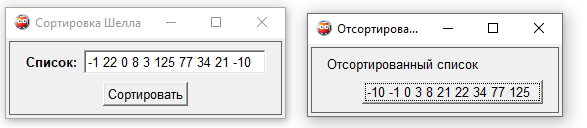 Сортировка Шелла
Список: -1 22 0 8 3 125 77 34 21 -10
Сортировать
Отсортирова...
Отсортированный список
-10 -1 0 3 8 21 22 34 77 125